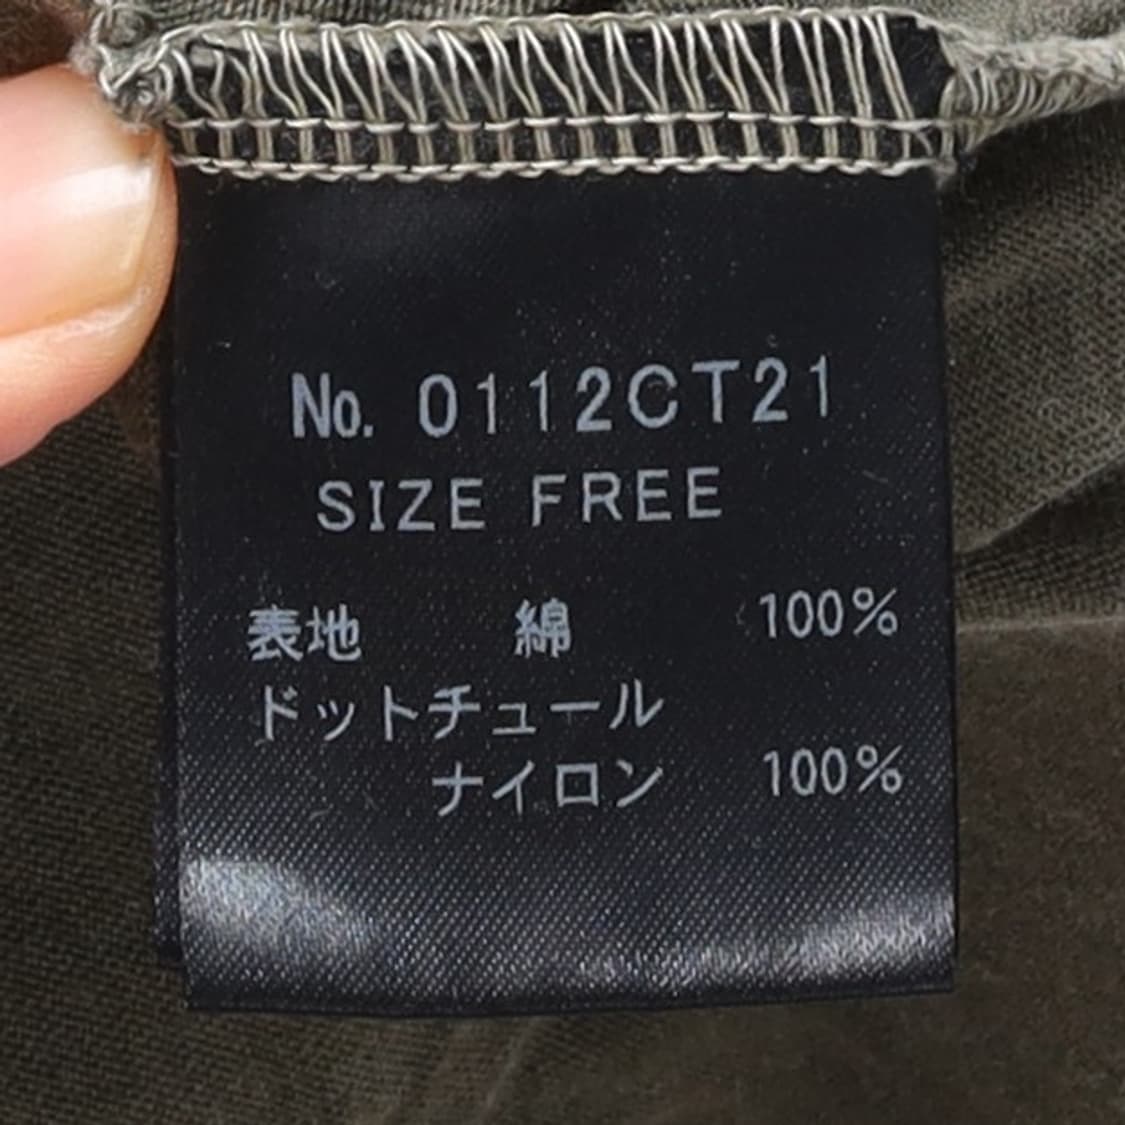 No. 0112CT21
SIZE FREE
表地 綿 100%
ドットチュール
ナイロン 100%